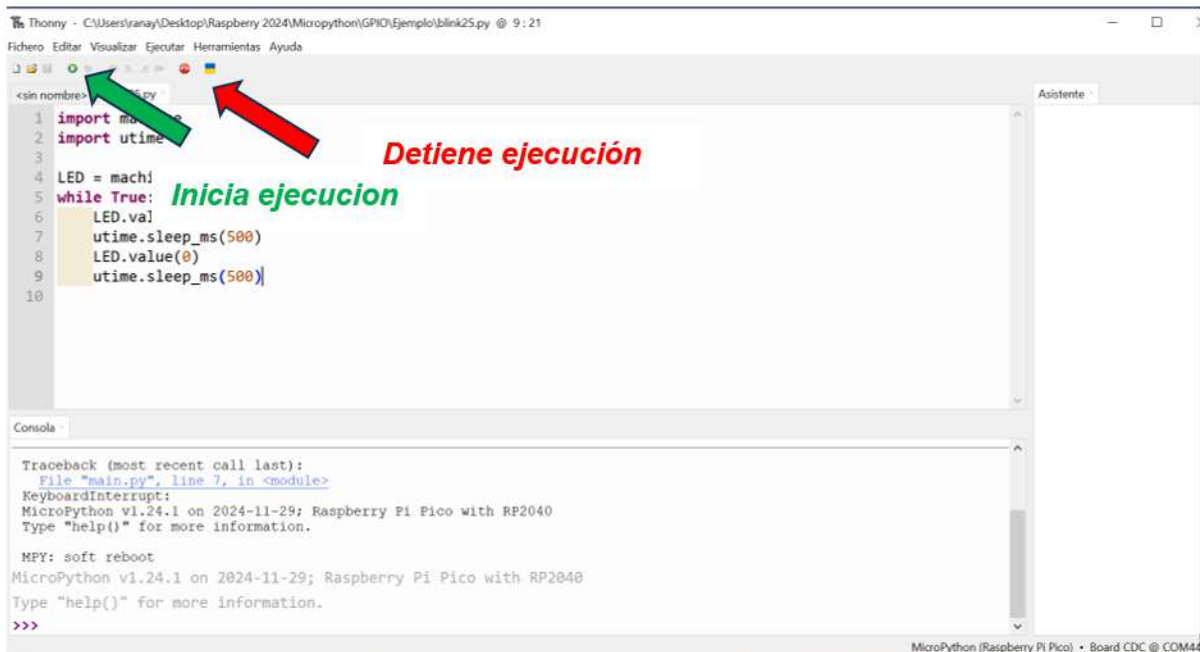 Thonny - C:\Users\ranay\Desktop\Raspberry 2024\Micropython\GPIO\Ejemplo\blink25.py @ 9:21
Fichero Editar Visualizar Ejecutar Herramientas Ayuda
<sin nombre> .py
Asistente
1 import
2 import utime
3
4 LED = machi
5 while True:
6 LED.val
7 utime.sleep_ms(500)
8 LED.value(0)
9 utime.sleep_ms(500)
10
Detiene ejecución
Inicia ejecucion
Consola
Traceback (most recent call last):
File "main.py", line 7, in <module>
KeyboardInterrupt:
MicroPython v1.24.1 on 2024-11-29; Raspberry Pi Pico with RP2040
Type "help()" for more information.
MPY: soft reboot
MicroPython v1.24.1 on 2024-11-29; Raspberry Pi Pico with RP2040
Type "help()" for more information.
>>>
MicroPython (Raspberry Pi Pico) • Board CDC @ COM44